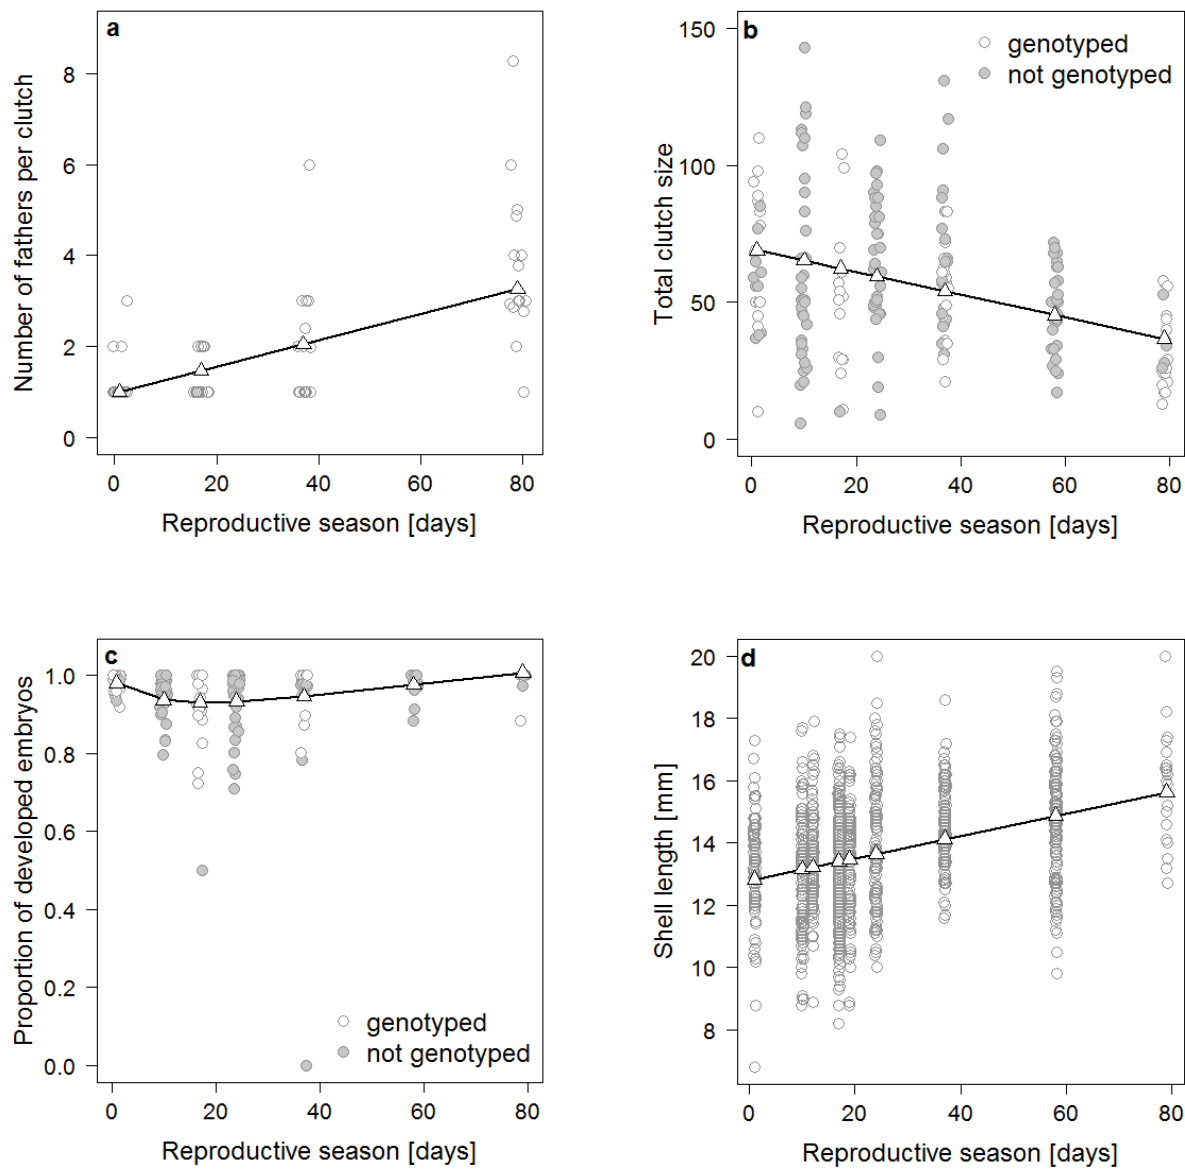 a
8
6
4
2
0
Number of fathers per clutch
0 20 40 60 80
Reproductive season [days]
b
genotyped
not genotyped
150
100
50
0
Total clutch size
0 20 40 60 80
Reproductive season [days]
c
1.0
0.8
0.6
0.4
0.2
0.0
Proportion of developed embryos
genotyped
not genotyped
0 20 40 60 80
Reproductive season [days]
d
20
18
16
14
12
10
8
Shell length [mm]
0 20 40 60 80
Reproductive season [days]